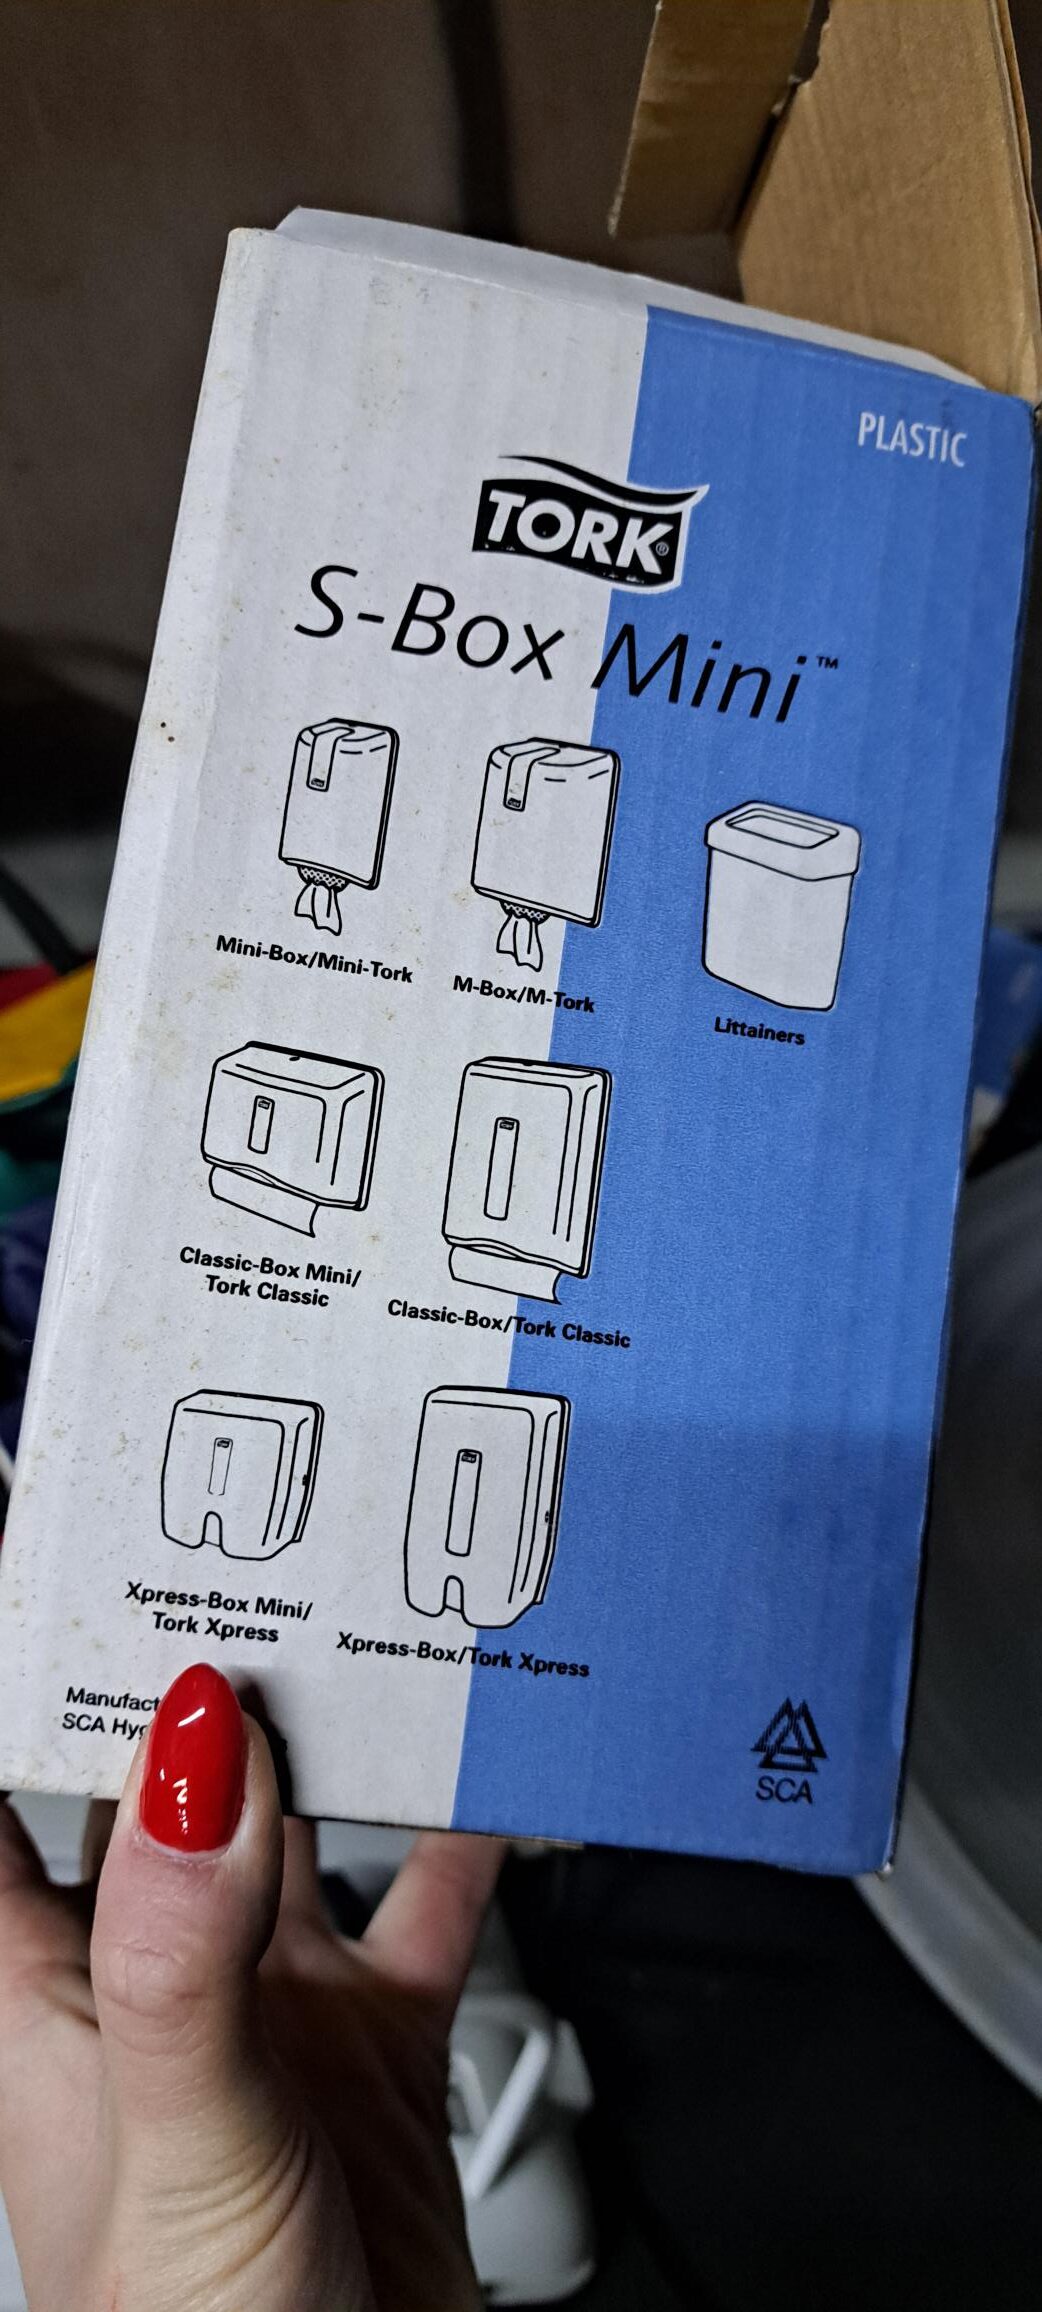 PLASTIC
TORK®
S-Box Mini™
Mini-Box/Mini-Tork
M-Box/M-Tork
Littainers
Classic-Box Mini/
Tork Classic
Classic-Box/Tork Classic
Xpress-Box Mini/
Tork Xpress
Xpress-Box/Tork Xpress
SCA
SCA